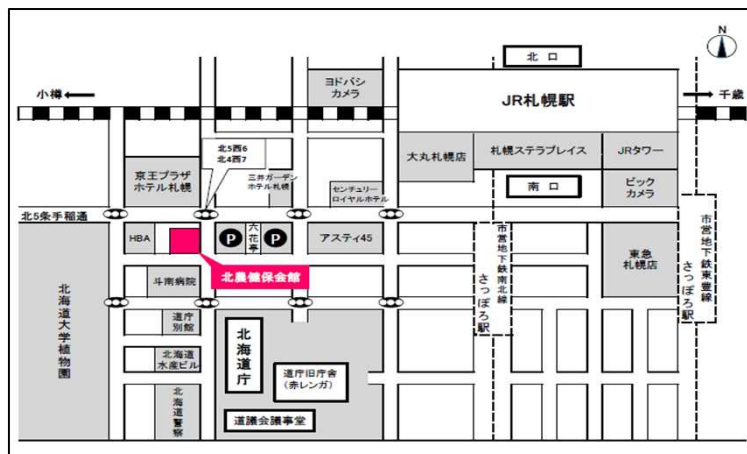 N
北 口
ヨドバシ
カメラ
JR札幌駅
小樽
千歳
北5西6
北4西7
京王プラザ
ホテル札幌
三井ガーデン
ホテル札幌
センチュリー
ロイヤルホテル
大丸札幌店
札幌ステラプレイス
JRタワー
南 口
ビック
カメラ
北5条手稲通
HBA
P
六花亭
P
アスティ45
市営地下鉄南北線
さっぽろ駅
東急
札幌店
市営地下鉄東豊線
さっぽろ駅
北農健保会館
斗南病院
北海道大学植物園
道庁
別館
北海道庁
北海道
水産ビル
道庁旧庁舎
(赤レンガ)
北海道警察
道議会議事堂